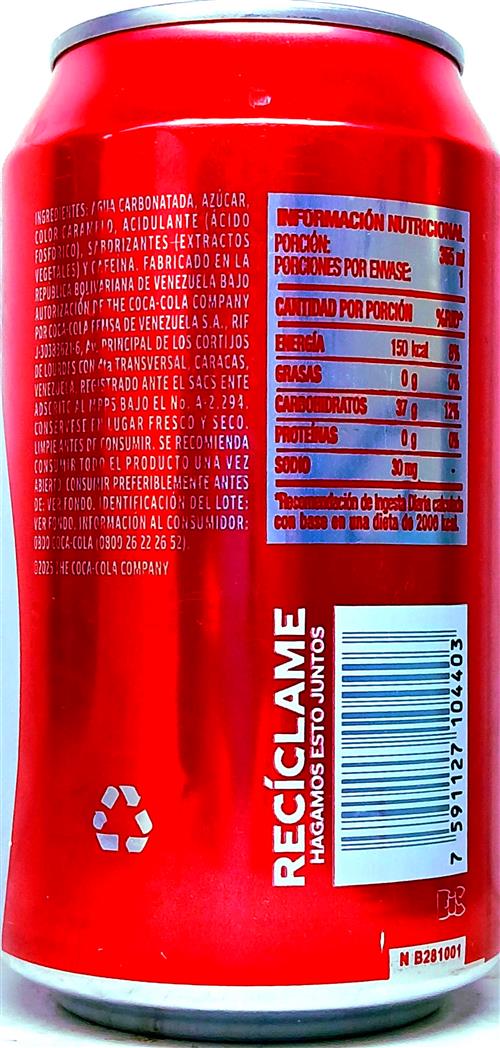 INGREDIENTES: AGUA CARBONATADA, AZÚCAR,
COLOR CARAMELO, ACIDULANTE (ÁCIDO
FOSFÓRICO), SABORIZANTES (EXTRACTOS
VEGETALES) Y CAFEÍNA. FABRICADO EN LA
REPÚBLICA BOLIVARIANA DE VENEZUELA BAJO
AUTORIZACIÓN DE THE COCA-COLA COMPANY
POR COCA-COLA FEMSA DE VENEZUELA S.A., RIF
J-30383621-6, Av. PRINCIPAL DE LOS CORTIJOS
DE LOURDES CON 4ta TRANSVERSAL, CARACAS,
VENEZUELA. REGISTRADO ANTE EL SACS ENTE
ADSCRITO AL MPPS BAJO EL No. A-2.294.
CONSÉRVESE EN LUGAR FRESCO Y SECO.
LIMPIE ANTES DE CONSUMIR. SE RECOMIENDA
CONSUMIR TODO EL PRODUCTO UNA VEZ
ABIERTO. CONSUMIR PREFERIBLEMENTE ANTES
DE: VER FONDO. IDENTIFICACIÓN DEL LOTE:
VER FONDO. INFORMACIÓN AL CONSUMIDOR:
0800 COCA-COLA (0800 26 22 26 52).
©2025 THE COCA-COLA COMPANY
INFORMACIÓN NUTRICIONAL
PORCIÓN: 355 ml
PORCIONES POR ENVASE: 1
CANTIDAD POR PORCIÓN %RID*
ENERGÍA 150 kcal 8%
GRASAS 0 g 0%
CARBOHIDRATOS 37 g 12%
PROTEÍNAS 0 g 0%
SODIO 30 mg -
*Recomendación de Ingesta Diaria calculada
con base en una dieta de 2000 kcal.
RECÍCLAME
HAGAMOS ESTO JUNTOS
7 591127 104403
N B281001